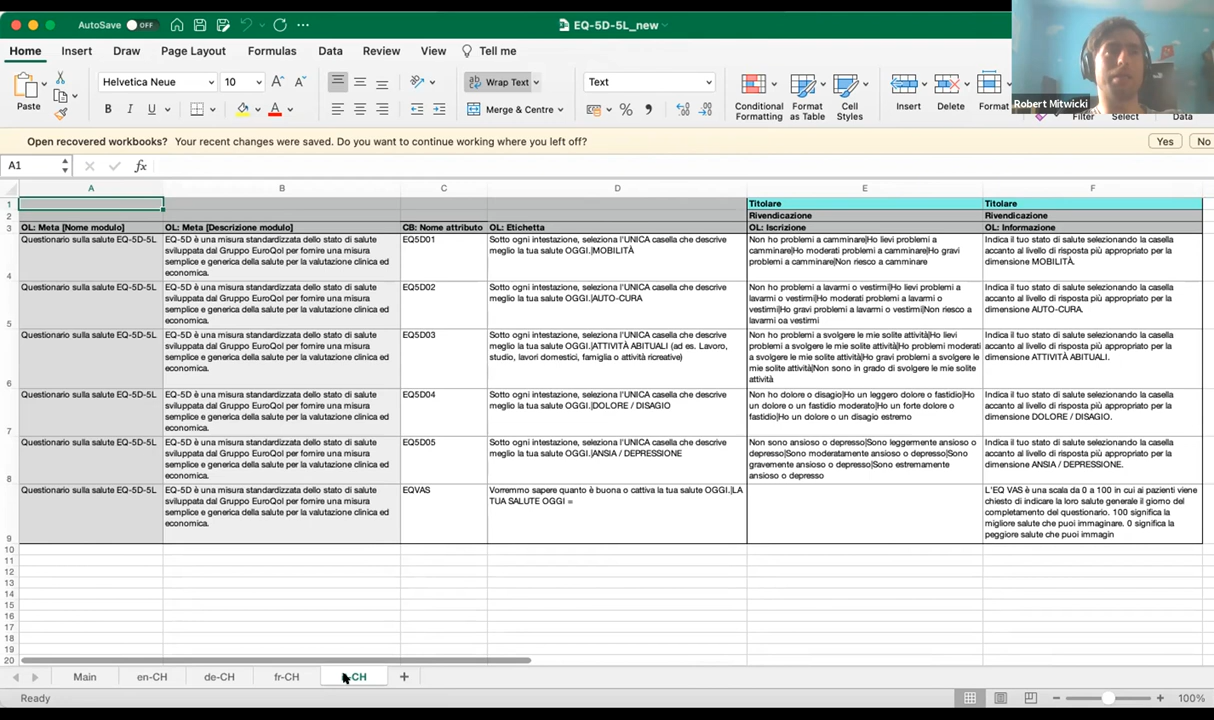 AutoSave OFF
EQ-5D-5L_new
Home Insert Draw Page Layout Formulas Data Review View Tell me
Paste
Helvetica Neue 10
B I U
A
Wrap Text
Merge & Centre
Text
%
Conditional Formatting
Format as Table
Cell Styles
Insert
Delete
Format
Filter
Select
Data
Robert Mitwicki
Open recovered workbooks? Your recent changes were saved. Do you want to continue working where you left off?
Yes
No
A1
fx
A B C D E F
1 Titolare Titolare
2 Rivendicazione Rivendicazione
3 OL: Meta [Nome modulo] OL: Meta [Descrizione modulo] CB: Nome attributo OL: Etichetta OL: Iscrizione OL: Informazione
4
Questionario sulla salute EQ-5D-5L
EQ-5D è una misura standardizzata dello stato di salute
sviluppata dal Gruppo EuroQol per fornire una misura
semplice e generica della salute per la valutazione clinica ed
economica.
EQ5D01
Sotto ogni intestazione, seleziona l'UNICA casella che descrive
meglio la tua salute OGGI.|MOBILITÀ
Non ho problemi a camminare|Ho lievi problemi a
camminare|Ho moderati problemi a camminare|Ho gravi
problemi a camminare|Non riesco a camminare
Indica il tuo stato di salute selezionando la casella
accanto al livello di risposta più appropriato per la
dimensione MOBILITÀ.
5
Questionario sulla salute EQ-5D-5L
EQ-5D è una misura standardizzata dello stato di salute
sviluppata dal Gruppo EuroQol per fornire una misura
semplice e generica della salute per la valutazione clinica ed
economica.
EQ5D02
Sotto ogni intestazione, seleziona l'UNICA casella che descrive
meglio la tua salute OGGI.|AUTO-CURA
Non ho problemi a lavarmi o vestirmi|Ho lievi problemi a
lavarmi o vestirmi|Ho moderati problemi a lavarmi o
vestirmi|Ho gravi problemi a lavarmi o vestirmi|Non riesco a
lavarmi oa vestirmi
Indica il tuo stato di salute selezionando la casella
accanto al livello di risposta più appropriato per la
dimensione AUTO-CURA.
6
Questionario sulla salute EQ-5D-5L
EQ-5D è una misura standardizzata dello stato di salute
sviluppata dal Gruppo EuroQol per fornire una misura
semplice e generica della salute per la valutazione clinica ed
economica.
EQ5D03
Sotto ogni intestazione, seleziona l'UNICA casella che descrive
meglio la tua salute OGGI.|ATTIVITÀ ABITUALI (ad es. Lavoro,
studio, lavori domestici, famiglia o attività ricreative)
Non ho problemi a svolgere le mie solite attività|Ho lievi
problemi a svolgere le mie solite attività|Ho problemi moderati
a svolgere le mie solite attività|Ho gravi problemi a svolgere le
mie solite attività|Non sono in grado di svolgere le mie solite
attività
Indica il tuo stato di salute selezionando la casella
accanto al livello di risposta più appropriato per la
dimensione ATTIVITÀ ABITUALI.
7
Questionario sulla salute EQ-5D-5L
EQ-5D è una misura standardizzata dello stato di salute
sviluppata dal Gruppo EuroQol per fornire una misura
semplice e generica della salute per la valutazione clinica ed
economica.
EQ5D04
Sotto ogni intestazione, seleziona l'UNICA casella che descrive
meglio la tua salute OGGI.|DOLORE / DISAGIO
Non ho dolore o disagio|Ho un leggero dolore o fastidio|Ho
un dolore o un fastidio moderato|Ho un forte dolore o
fastidio|Ho un dolore o un disagio estremo
Indica il tuo stato di salute selezionando la casella
accanto al livello di risposta più appropriato per la
dimensione DOLORE / DISAGIO.
8
Questionario sulla salute EQ-5D-5L
EQ-5D è una misura standardizzata dello stato di salute
sviluppata dal Gruppo EuroQol per fornire una misura
semplice e generica della salute per la valutazione clinica ed
economica.
EQ5D05
Sotto ogni intestazione, seleziona l'UNICA casella che descrive
meglio la tua salute OGGI.|ANSIA / DEPRESSIONE
Non sono ansioso o depresso|Sono leggermente ansioso o
depresso|Sono moderatamente ansioso o depresso|Sono
gravemente ansioso o depresso|Sono estremamente
ansioso o depresso
Indica il tuo stato di salute selezionando la casella
accanto al livello di risposta più appropriato per la
dimensione ANSIA / DEPRESSIONE.
9
Questionario sulla salute EQ-5D-5L
EQ-5D è una misura standardizzata dello stato di salute
sviluppata dal Gruppo EuroQol per fornire una misura
semplice e generica della salute per la valutazione clinica ed
economica.
EQVAS
Vorremmo sapere quanto è buona o cattiva la tua salute OGGI.|LA
TUA SALUTE OGGI =
L'EQ VAS è una scala da 0 a 100 in cui ai pazienti viene
chiesto di indicare la loro salute generale il giorno del
completamento del questionario. 100 significa la
migliore salute che puoi immaginare. 0 significa la
peggiore salute che puoi immagin
10
11
12
13
14
15
16
17
18
19
20
Main en-CH de-CH fr-CH -CH +
Ready
100%